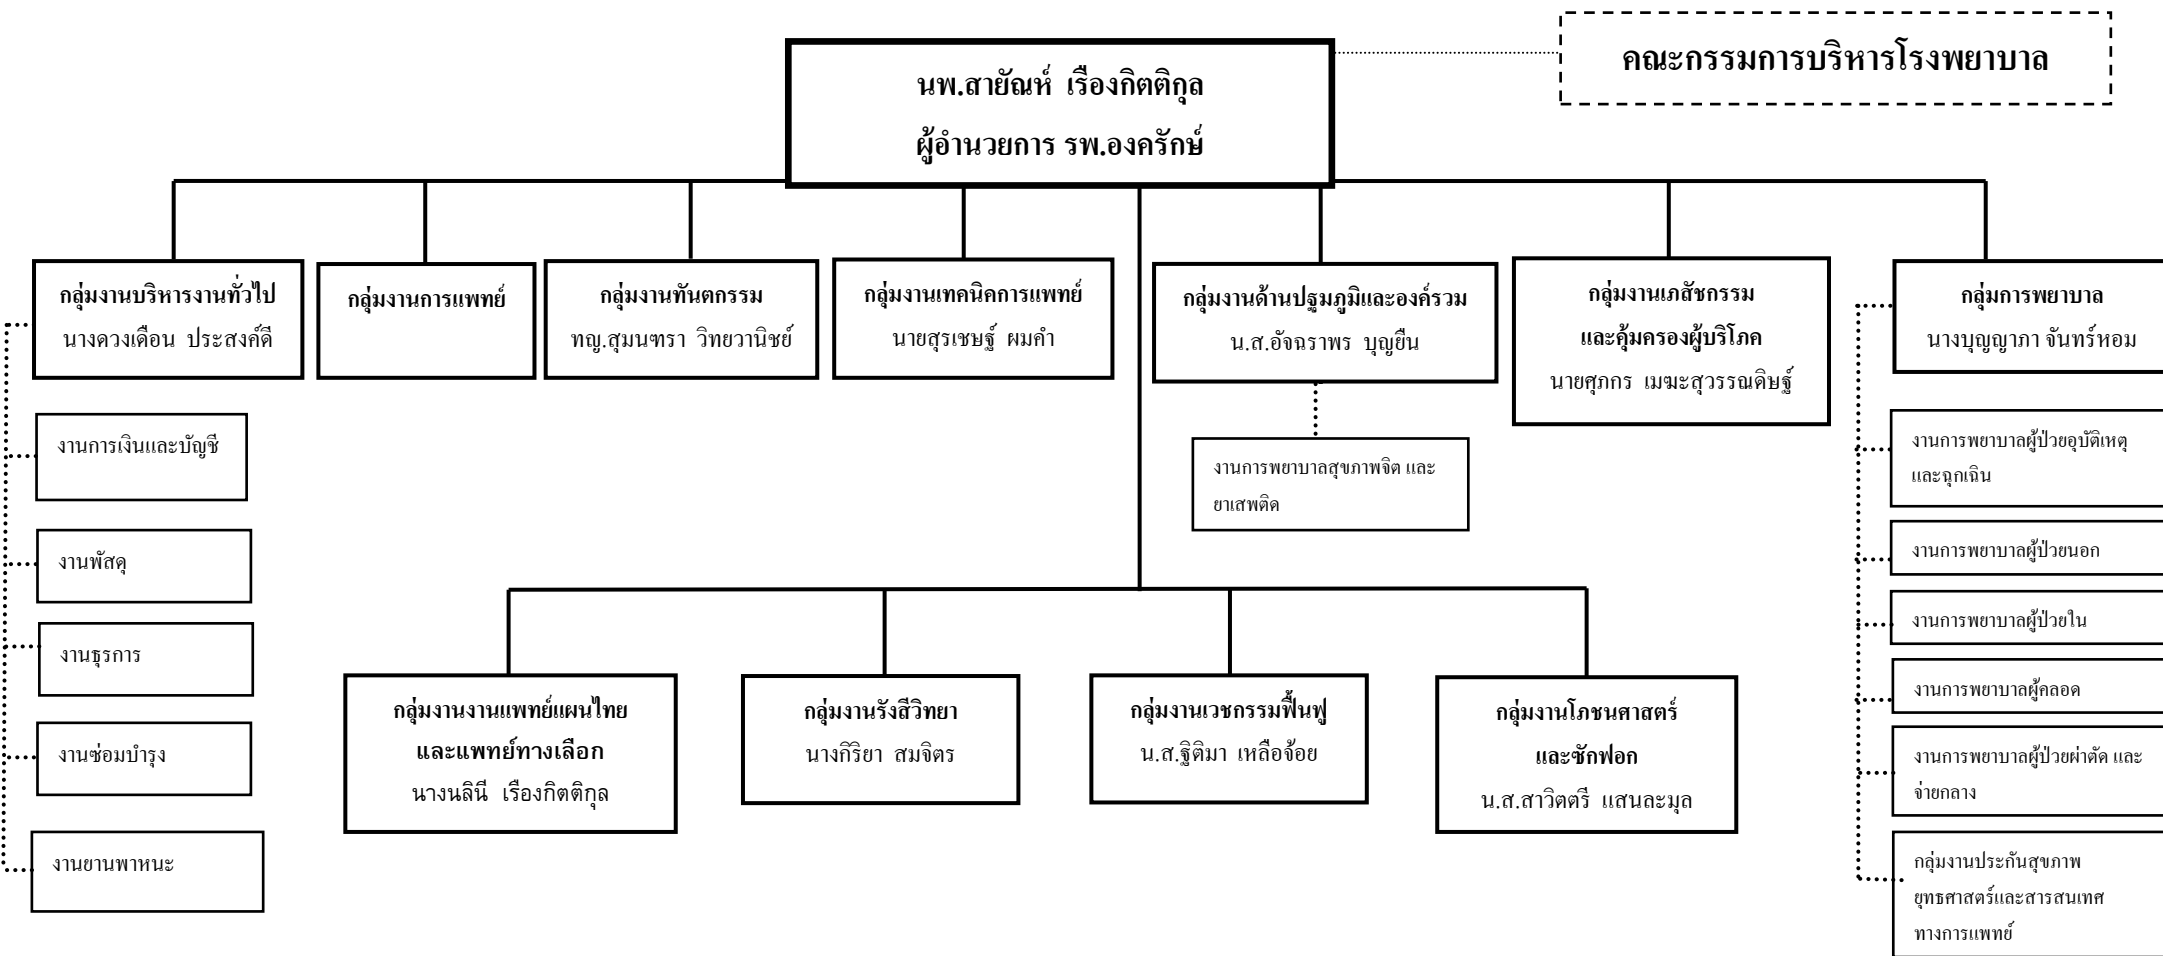 คณะกรรมการบริหารโรงพยาบาล
นพ.สายัณห์ เรืองกิตติกุล
ผู้อำนวยการ รพ.องครักษ์
กลุ่มงานบริหารงานทั่วไป
นางดวงเดือน ประสงค์ดี
กลุ่มงานการแพทย์
กลุ่มงานทันตกรรม
ทญ.สุมนฑรา วิทยวานิชย์
กลุ่มงานเทคนิคการแพทย์
นายสุรเชษฐ์ ผมคำ
กลุ่มงานด้านปฐมภูมิและองค์รวม
น.ส.อัจฉราพร บุญยืน
กลุ่มงานเภสัชกรรม
และคุ้มครองผู้บริโภค
นายศุภกร เมฆะสุวรรณดิษฐ์
กลุ่มการพยาบาล
นางบุญญาภา จันทร์หอม
งานการเงินและบัญชี
งานพัสดุ
งานธุรการ
งานซ่อมบำรุง
งานยานพาหนะ
งานการพยาบาลสุขภาพจิต และ
ยาเสพติด
งานการพยาบาลผู้ป่วยอุบัติเหตุ
และฉุกเฉิน
งานการพยาบาลผู้ป่วยนอก
งานการพยาบาลผู้ป่วยใน
งานการพยาบาลผู้คลอด
งานการพยาบาลผู้ป่วยผ่าตัด และ
จ่ายกลาง
กลุ่มงานประกันสุขภาพ
ยุทธศาสตร์และสารสนเทศ
ทางการแพทย์
กลุ่มงานงานแพทย์แผนไทย
และแพทย์ทางเลือก
นางนลินี เรืองกิตติกุล
กลุ่มงานรังสีวิทยา
นางกิริยา สมจิตร
กลุ่มงานเวชกรรมฟื้นฟู
น.ส.ฐิติมา เหลือจ้อย
กลุ่มงานโภชนศาสตร์
และซักฟอก
น.ส.สาวิตตรี แสนละมุล